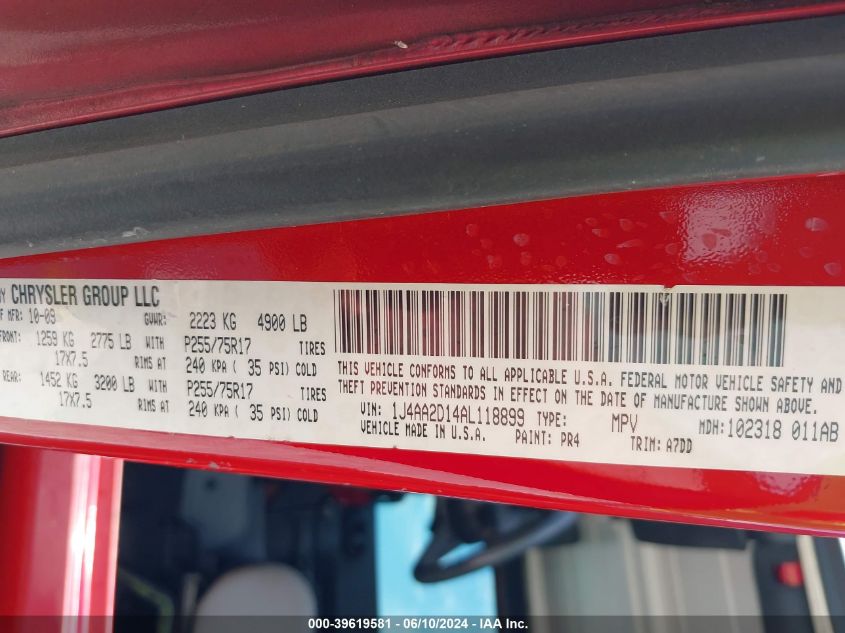 BY CHRYSLER GROUP LLC
OF MFR: 10-09 GVWR: 2223 KG 4900 LB
FRONT: 1259 KG 2775 LB WITH P255/75R17 TIRES
17X7.5 RIMS AT 240 KPA ( 35 PSI) COLD
REAR: 1452 KG 3200 LB WITH P255/75R17 TIRES
17X7.5 RIMS AT 240 KPA ( 35 PSI) COLD
THIS VEHICLE CONFORMS TO ALL APPLICABLE U.S.A. FEDERAL MOTOR VEHICLE SAFETY AND
THEFT PREVENTION STANDARDS IN EFFECT ON THE DATE OF MANUFACTURE SHOWN ABOVE.
VIN: 1J4AA2D14AL118899 TYPE: MPV MDH:102318 011AB
VEHICLE MADE IN U.S.A. PAINT: PR4 TRIM: A7DD
000-39619581 - 06/10/2024 - IAA Inc.